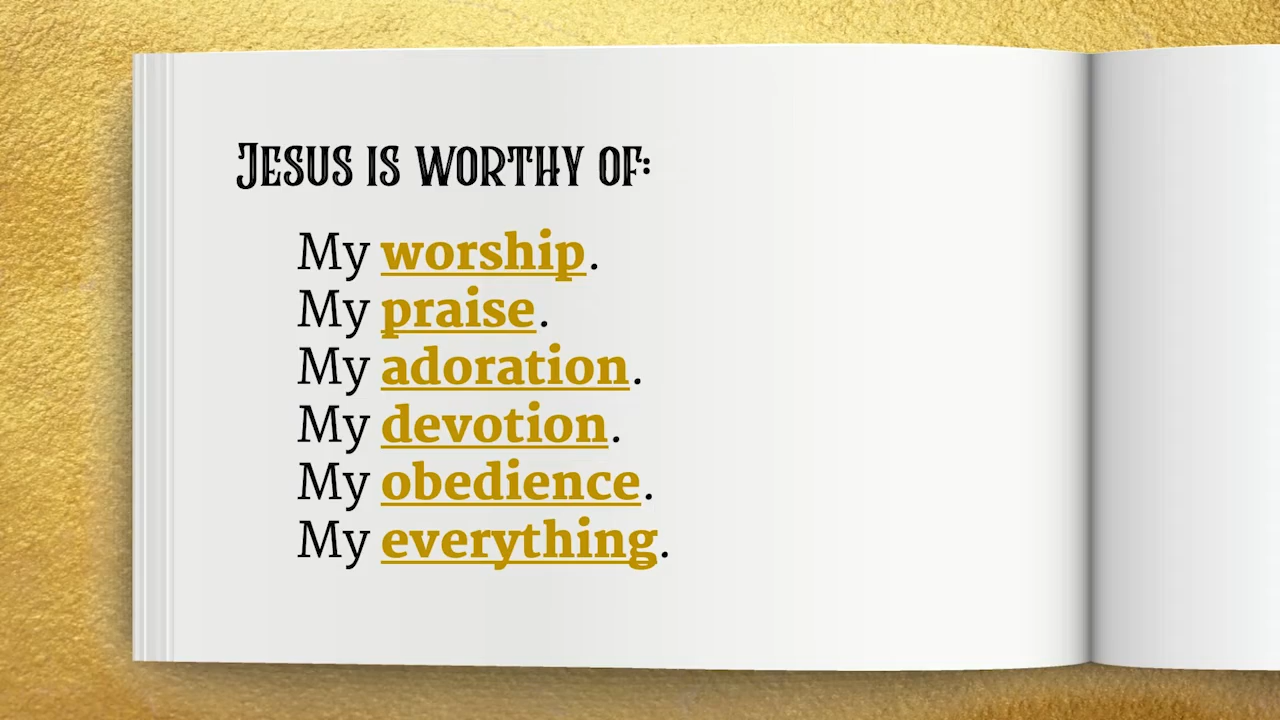 Jesus is worthy of:
My worship.
My praise.
My adoration.
My devotion.
My obedience.
My everything.